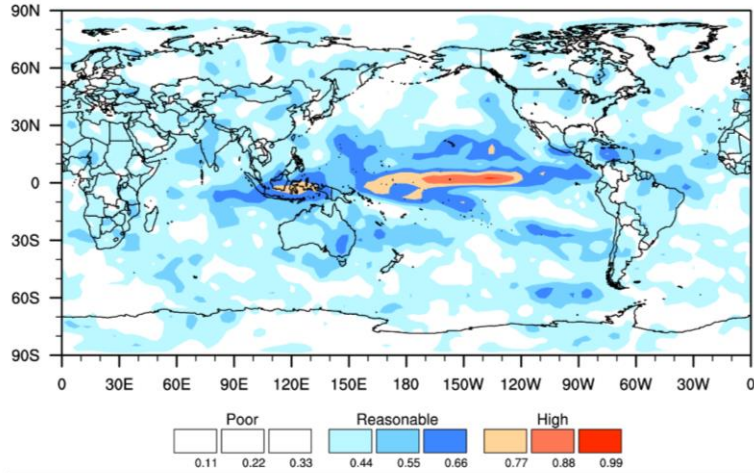 90N
60N
30N
0
30S
60S
90S
0 30E 60E 90E 120E 150E 180 150W 120W 90W 60W 30W 0
Poor Reasonable High
0.11 0.22 0.33 0.44 0.55 0.66 0.77 0.88 0.99